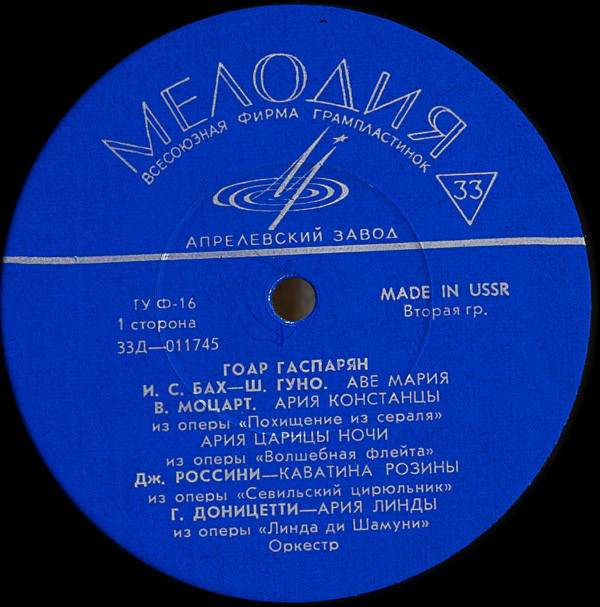 МЕЛОДИЯ
ВСЕСОЮЗНАЯ ФИРМА ГРАМПЛАСТИНОК
33
АПРЕЛЕВСКИЙ ЗАВОД
ТУ Ф-16
1 сторона
33Д—011745
MADE IN USSR
Вторая гр.
ГОАР ГАСПАРЯН
И. С. БАХ—Ш. ГУНО. АВЕ МАРИЯ
В. МОЦАРТ. АРИЯ КОНСТАНЦЫ
из оперы «Похищение из сераля»
АРИЯ ЦАРИЦЫ НОЧИ
из оперы «Волшебная флейта»
Дж. РОССИНИ—КАВАТИНА РОЗИНЫ
из оперы «Севильский цирюльник»
Г. ДОНИЦЕТТИ—АРИЯ ЛИНДЫ
из оперы «Линда ди Шамуни»
Оркестр